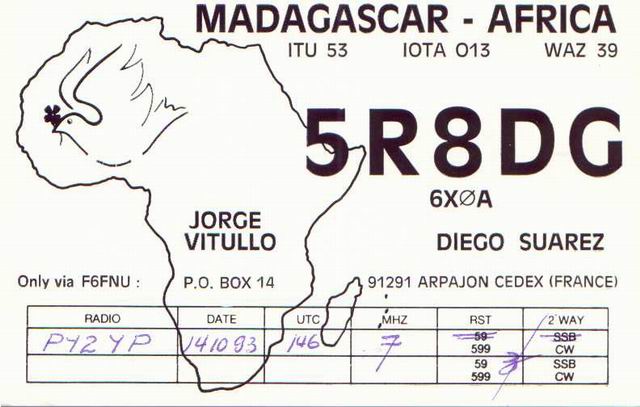 MADAGASCAR - AFRICA
ITU 53 IOTA O13 WAZ 39
5R8DG
6XØA
JORGE
VITULLO
DIEGO SUAREZ
Only via F6FNU : P.O. BOX 14 91291 ARPAJON CEDEX (FRANCE)
RADIO DATE UTC MHZ RST 2 WAY
PY2YP 141093 146 7 59 SSB
599 CW
59 SSB
599 CW